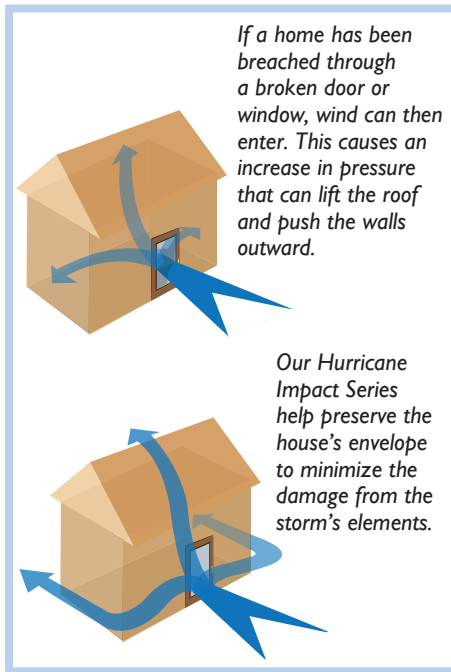 If a home has been
breached through
a broken door or
window, wind can then
enter. This causes an
increase in pressure
that can lift the roof
and push the walls
outward.
Our Hurricane
Impact Series
help preserve the
house's envelope
to minimize the
damage from the
storm's elements.